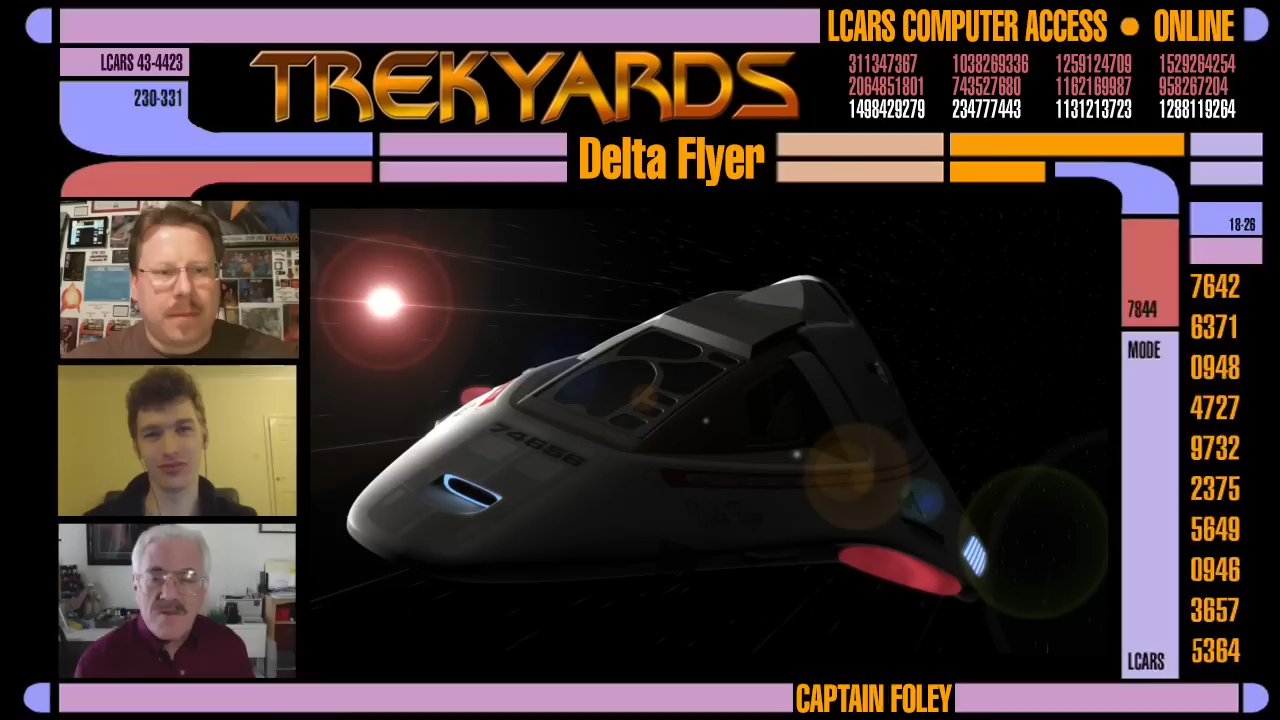 LCARS COMPUTER ACCESS • ONLINE
LCARS 43-4423
TREKYARDS
311347367 1038269336 1259124709 1529264254
230-331
2064851801 743527680 1162169987 958267204
1498429279 234777443 1131213723 1288119264
Delta Flyer
18-26
7642
7844
6371
MODE
0948
4727
74656
9732
2375
5649
0946
3657
5364
LCARS
CAPTAIN FOLEY